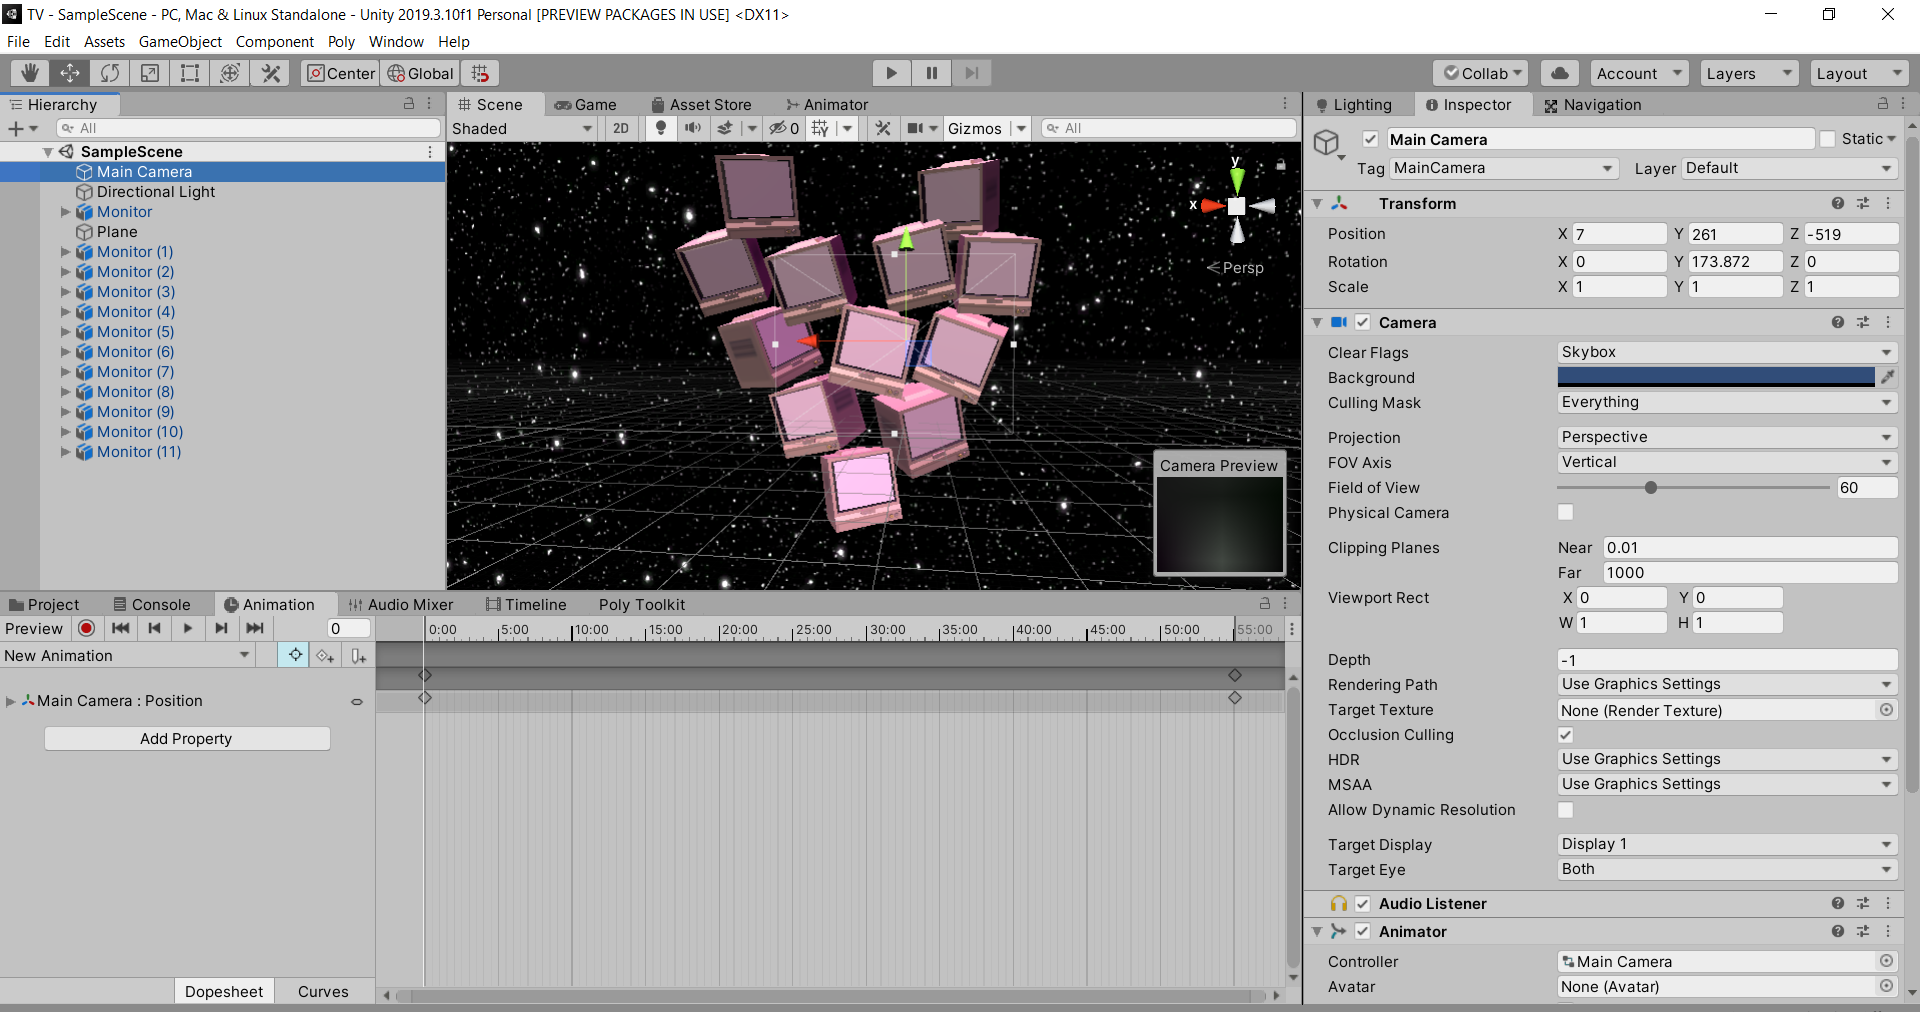 TV - SampleScene - PC, Mac & Linux Standalone - Unity 2019.3.10f1 Personal [PREVIEW PACKAGES IN USE] <DX11>
File Edit Assets GameObject Component Poly Window Help
Center Global Collab Account Layers Layout
Hierarchy
All
SampleScene
Main Camera
Directional Light
Monitor
Plane
Monitor (1)
Monitor (2)
Monitor (3)
Monitor (4)
Monitor (5)
Monitor (6)
Monitor (7)
Monitor (8)
Monitor (9)
Monitor (10)
Monitor (11)
Scene Game Asset Store Animator
Shaded 2D 0 Gizmos All
y
x
Persp
Camera Preview
Project Console Animation Audio Mixer Timeline Poly Toolkit
Preview 0
0:00 5:00 10:00 15:00 20:00 25:00 30:00 35:00 40:00 45:00 50:00 55:00
New Animation
Main Camera : Position
Add Property
Dopesheet Curves
Lighting Inspector Navigation
Main Camera Static
Tag MainCamera Layer Default
Transform
Position X 7 Y 261 Z -519
Rotation X 0 Y 173.872 Z 0
Scale X 1 Y 1 Z 1
Camera
Clear Flags Skybox
Background
Culling Mask Everything
Projection Perspective
FOV Axis Vertical
Field of View 60
Physical Camera
Clipping Planes Near 0.01
Far 1000
Viewport Rect X 0 Y 0
W 1 H 1
Depth -1
Rendering Path Use Graphics Settings
Target Texture None (Render Texture)
Occlusion Culling
HDR Use Graphics Settings
MSAA Use Graphics Settings
Allow Dynamic Resolution
Target Display Display 1
Target Eye Both
Audio Listener
Animator
Controller Main Camera
Avatar None (Avatar)